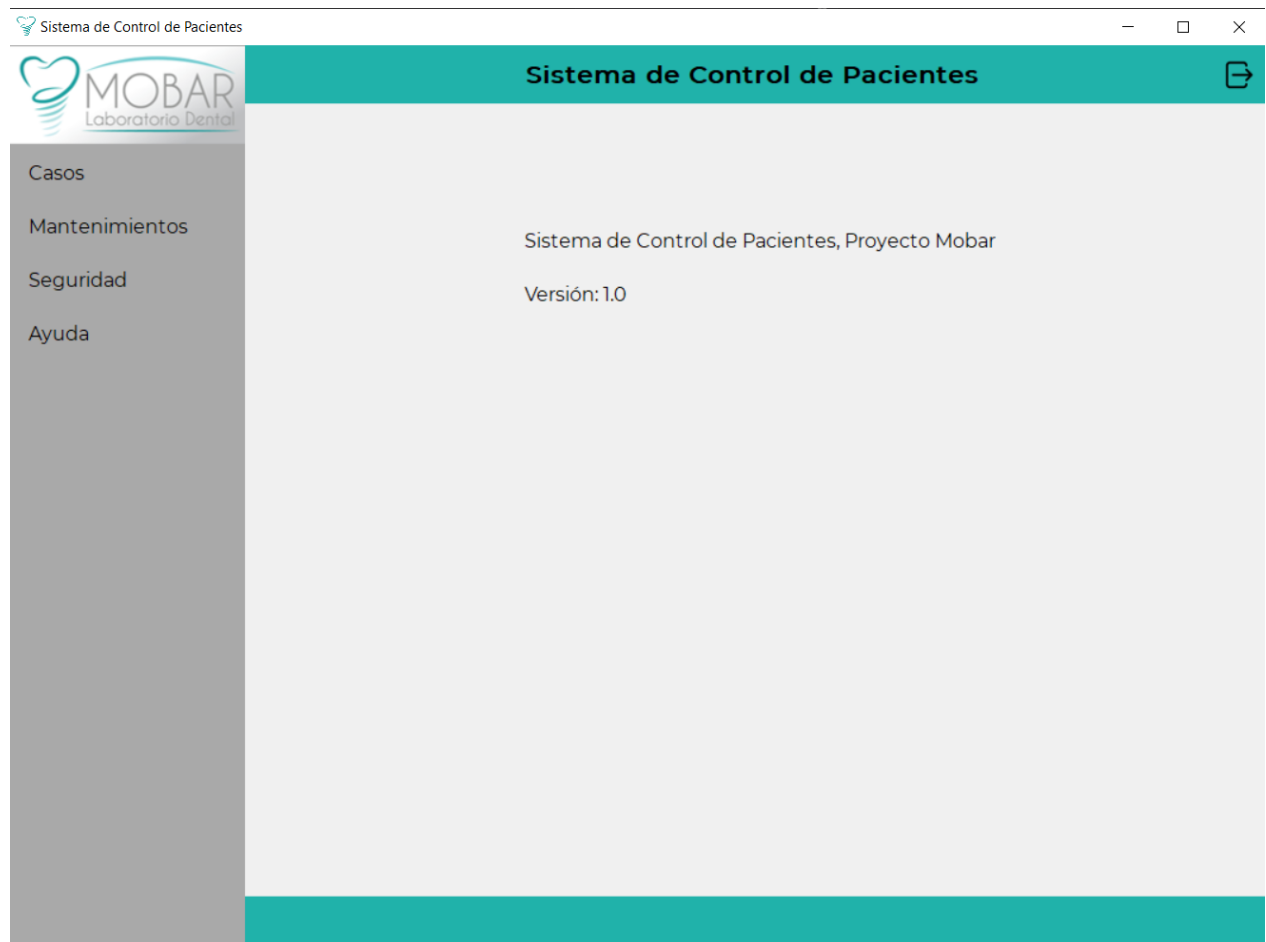 Sistema de Control de Pacientes
MOBAR
Laboratorio Dental
Sistema de Control de Pacientes
Casos
Mantenimientos
Seguridad
Ayuda
Sistema de Control de Pacientes, Proyecto Mobar
Versión: 1.0